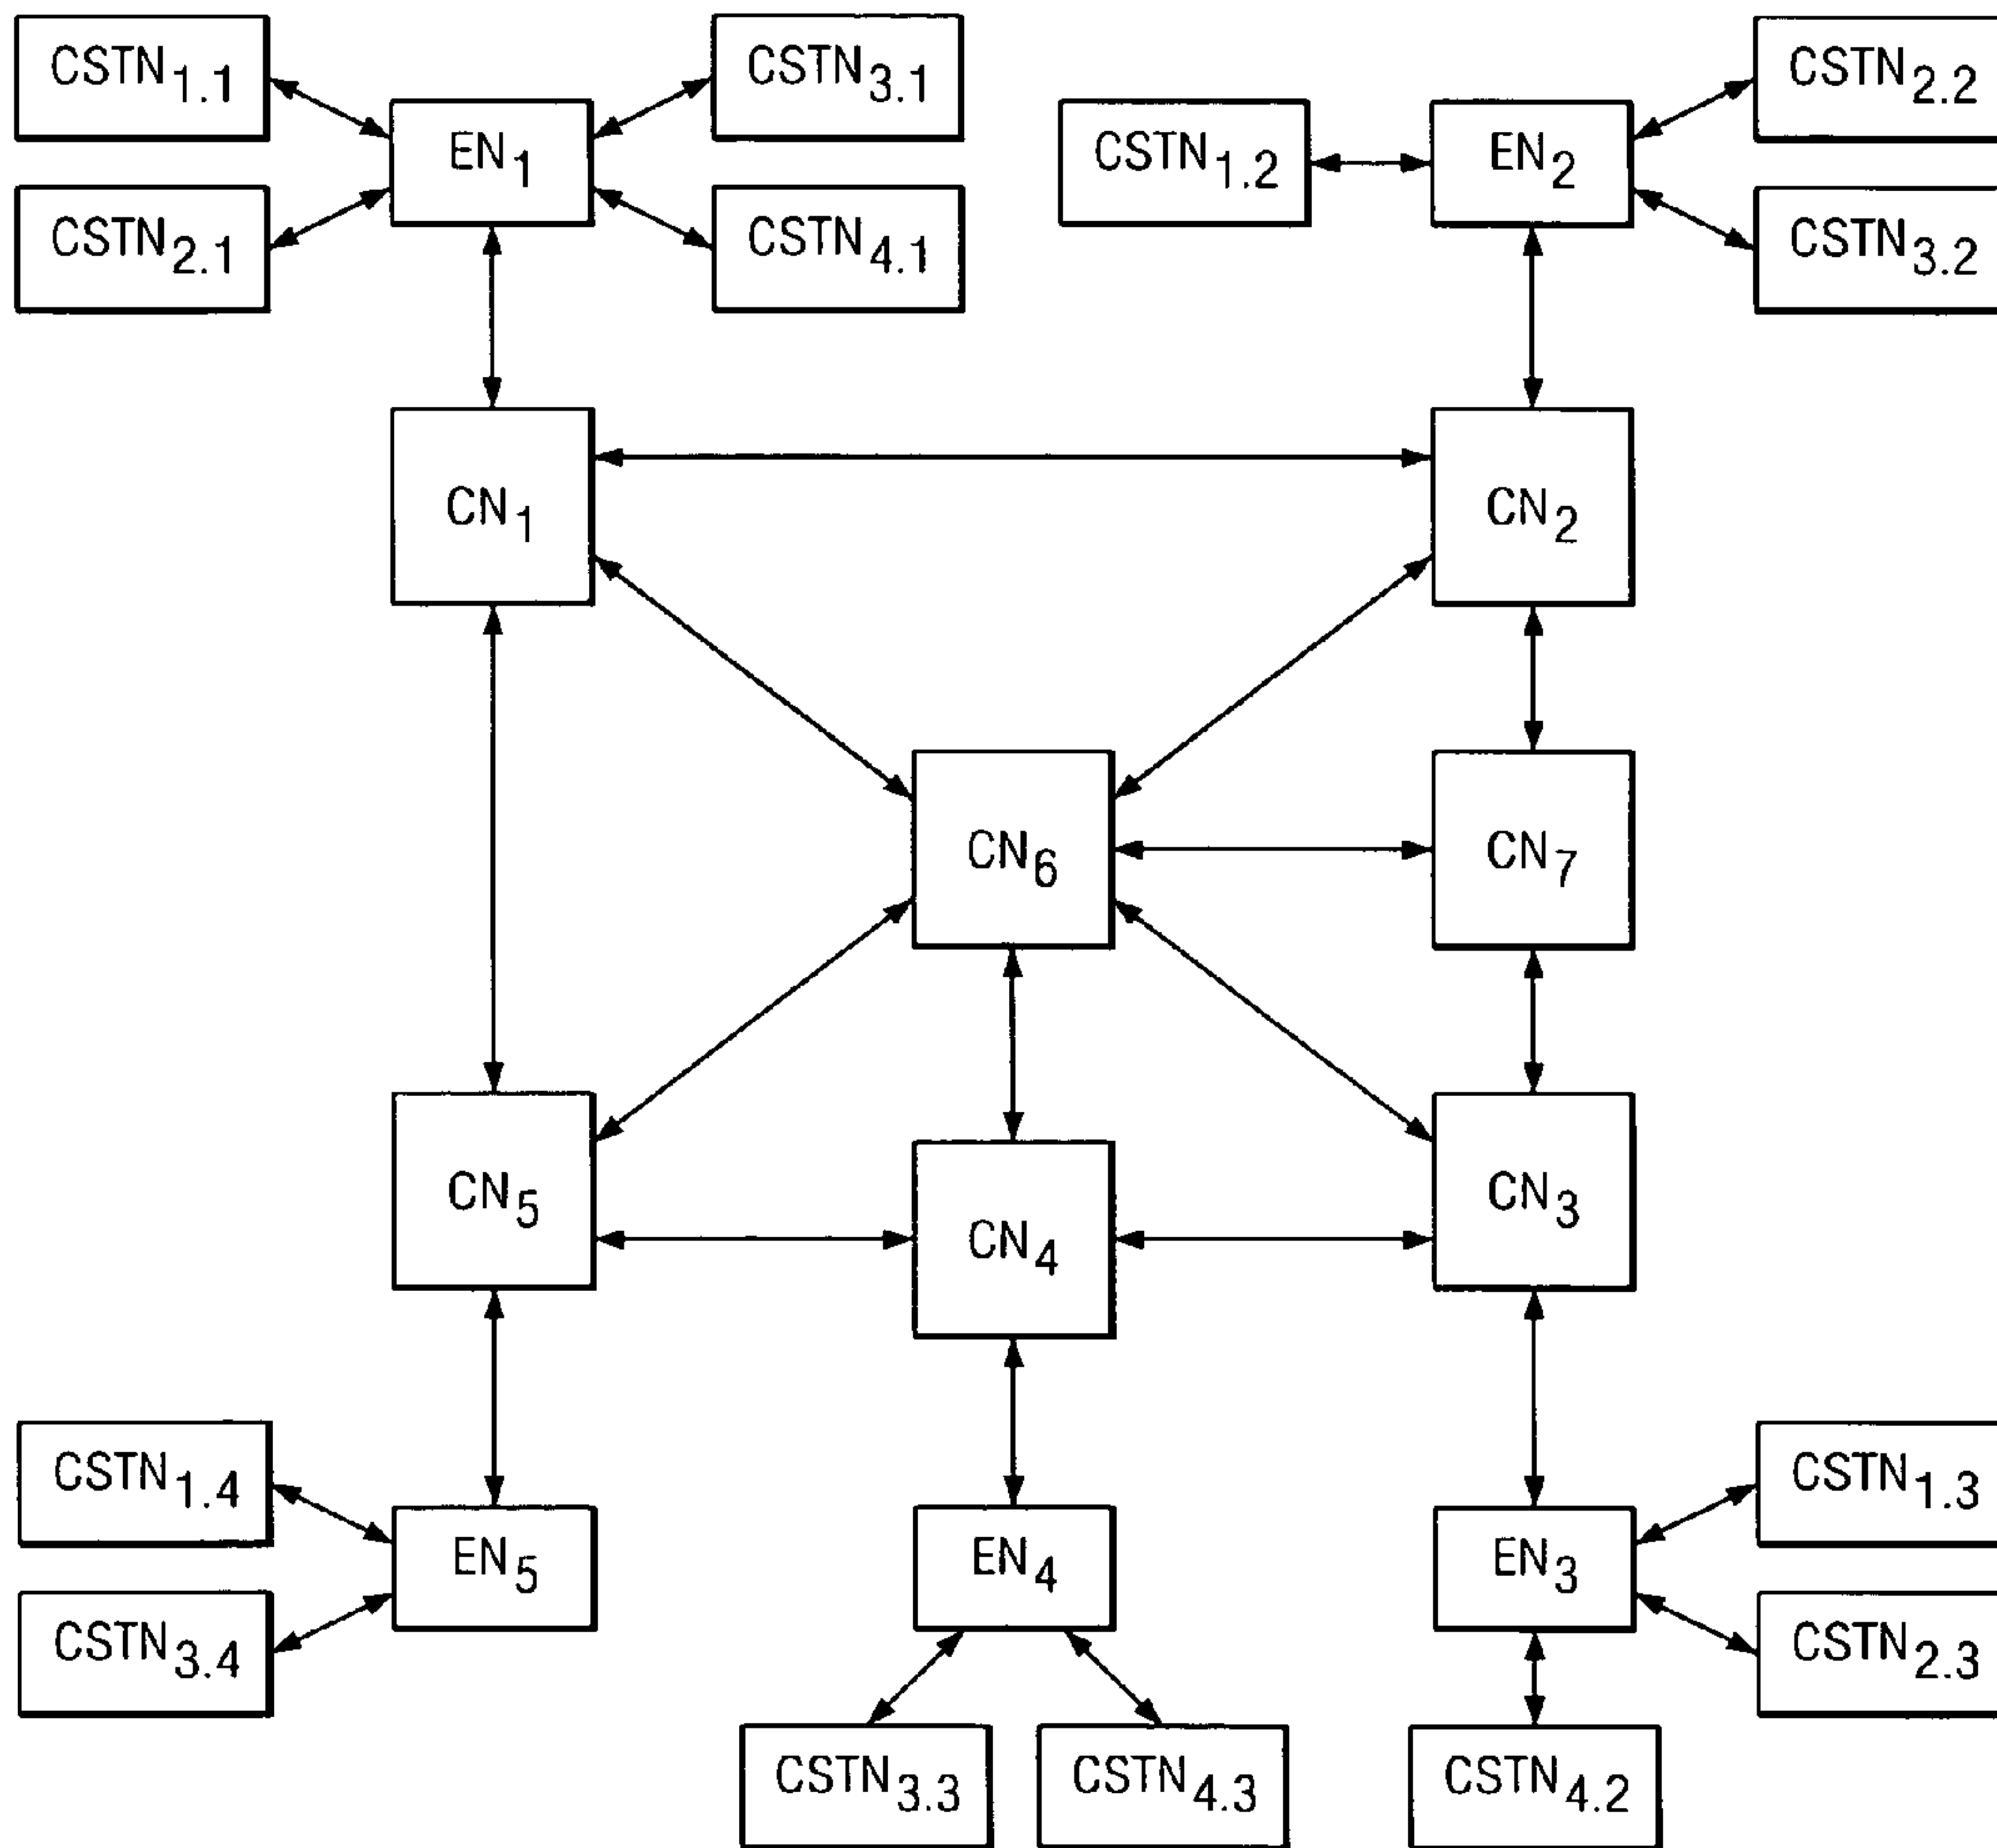 CSTN1.1
CSTN3.1
CSTN2.2
EN1
CSTN1.2
EN2
CSTN2.1
CSTN4.1
CSTN3.2
CN1
CN2
CN6
CN7
CN5
CN4
CN3
CSTN1.4
CSTN1.3
EN5
EN4
EN3
CSTN3.4
CSTN2.3
CSTN3.3
CSTN4.3
CSTN4.2